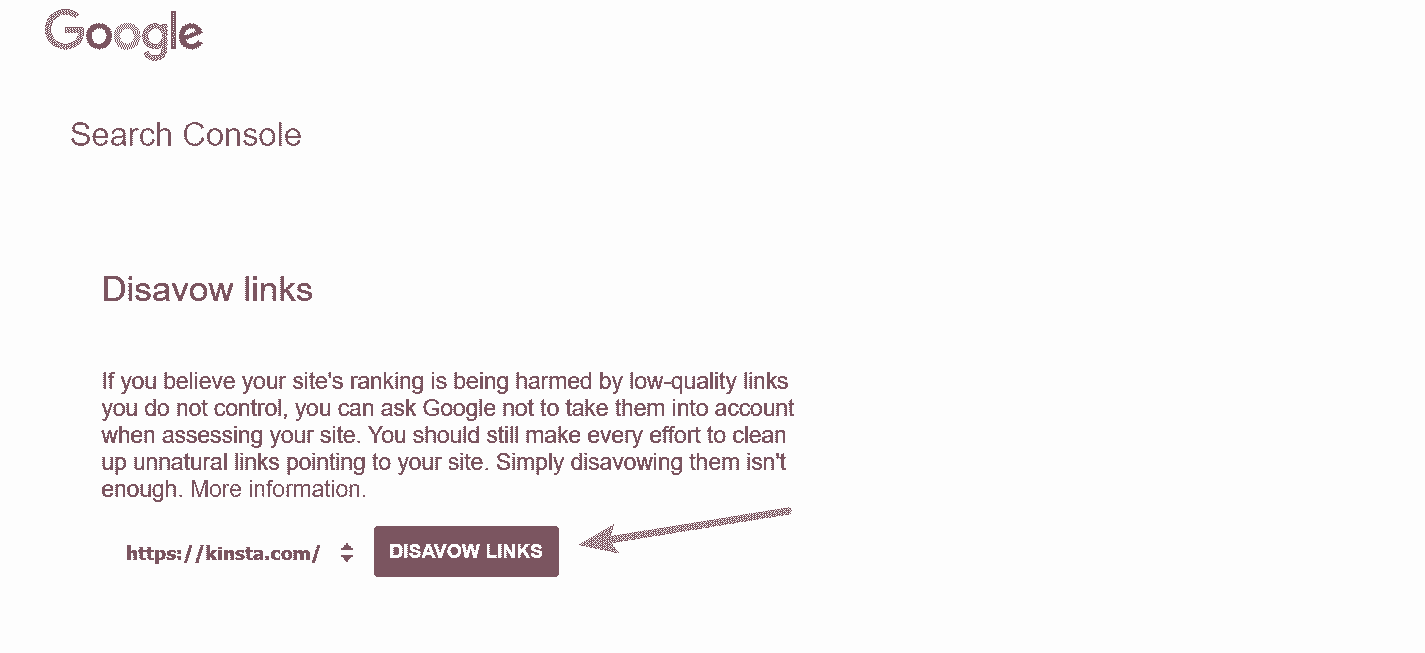 Google
Search Console
Disavow links
If you believe your site's ranking is being harmed by low-quality links
you do not control, you can ask Google not to take them into account
when assessing your site. You should still make every effort to clean
up unnatural links pointing to your site. Simply disavowing them isn't
enough. More information.
https://kinsta.com/ DISAVOW LINKS